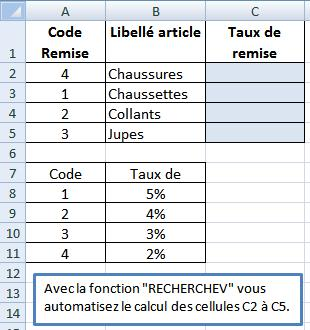 A B C
1 Code Remise Libellé article Taux de remise
2 4 Chaussures
3 1 Chaussettes
4 2 Collants
5 3 Jupes
6
7 Code Taux de
8 1 5%
9 2 4%
10 3 3%
11 4 2%
12
13
14
Avec la fonction "RECHERCHEV" vous
automatisez le calcul des cellules C2 à C5.